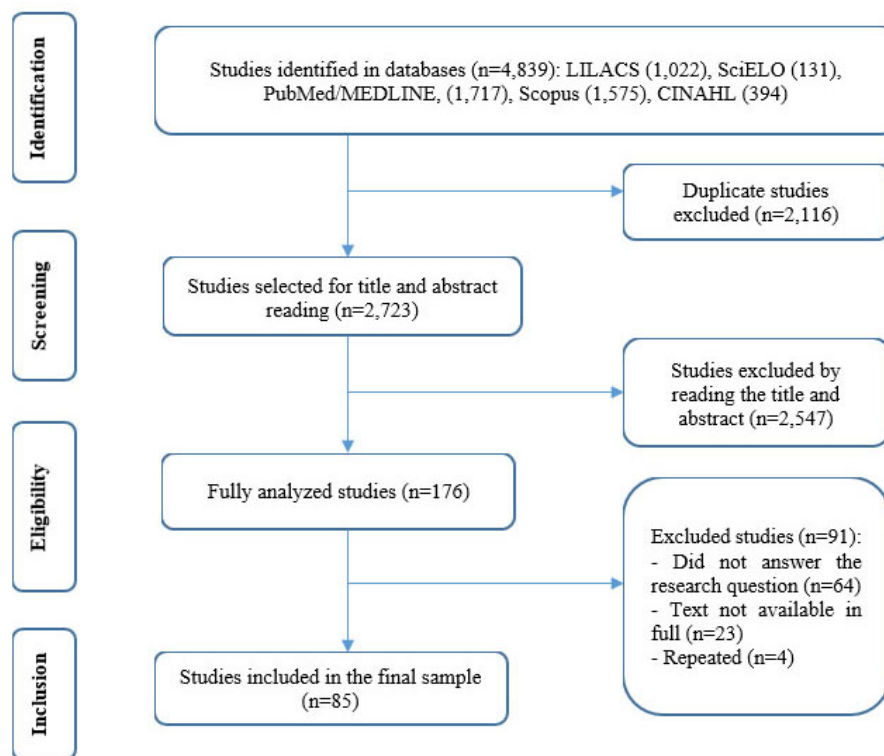 Identification
Studies identified in databases (n=4,839): LILACS (1,022), SciELO (131),
PubMed/MEDLINE, (1,717), Scopus (1,575), CINAHL (394)
Duplicate studies
excluded (n=2,116)
Screening
Studies selected for title and abstract
reading (n=2,723)
Studies excluded by
reading the title and
abstract (n=2,547)
Eligibility
Fully analyzed studies (n=176)
Excluded studies (n=91):
- Did not answer the
research question (n=64)
- Text not available in
full (n=23)
- Repeated (n=4)
Inclusion
Studies included in the final sample
(n=85)